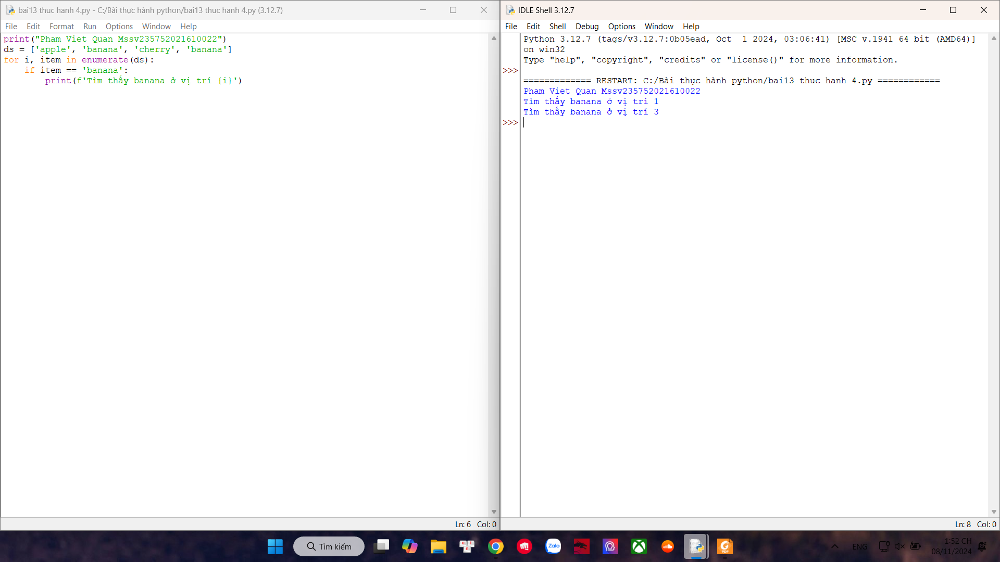 bai13 thuc hanh 4.py - C:/Bài thực hành python/bai13 thuc hanh 4.py (3.12.7)
File Edit Format Run Options Window Help
print("Pham Viet Quan Mssv235752021610022")
ds = ['apple', 'banana', 'cherry', 'banana']
for i, item in enumerate(ds):
    if item == 'banana':
        print(f'Tìm thấy banana ở vị trí {i}')
Ln: 6 Col: 0
IDLE Shell 3.12.7
File Edit Shell Debug Options Window Help
Python 3.12.7 (tags/v3.12.7:0b05ead, Oct  1 2024, 03:06:41) [MSC v.1941 64 bit (AMD64)]
on win32
Type "help", "copyright", "credits" or "license()" for more information.
>>>
============= RESTART: C:/Bài thực hành python/bai13 thuc hanh 4.py ============
Pham Viet Quan Mssv235752021610022
Tìm thấy banana ở vị trí 1
Tìm thấy banana ở vị trí 3
>>>
Ln: 8 Col: 0
Tìm kiếm
Zalo
PDF
ENG
1:52 CH
08/11/2024